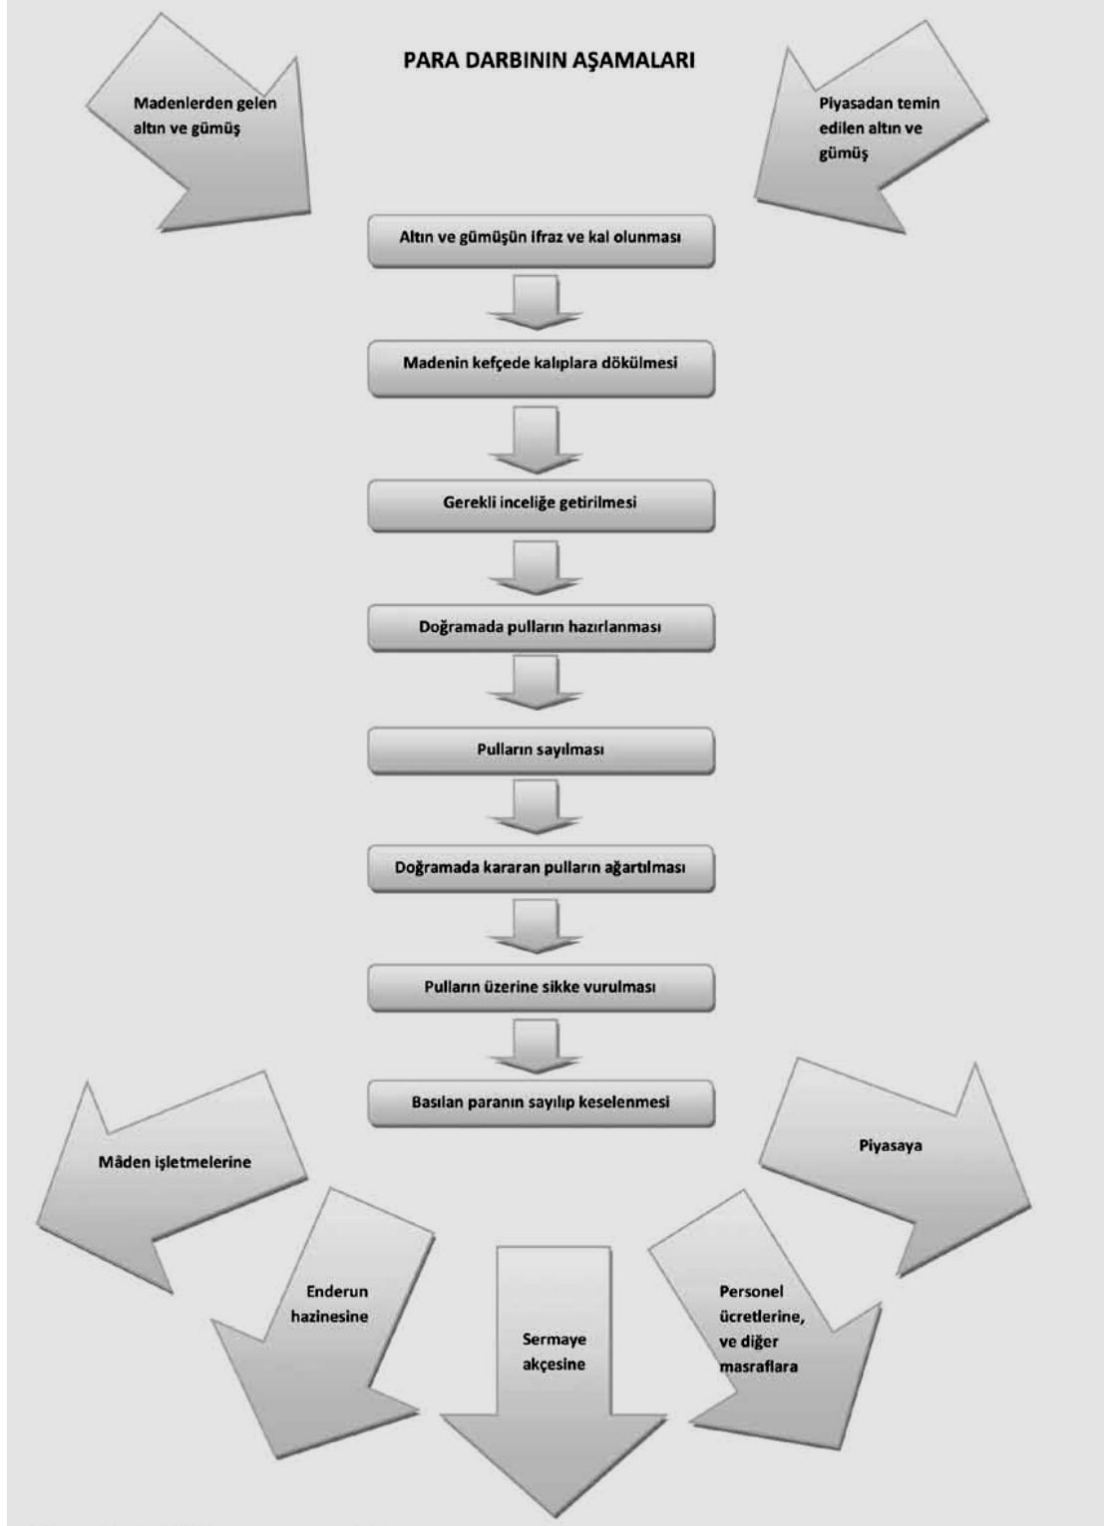 PARA DARBININ AŞAMALARI
Madenlerden gelen
altın ve gümüş
Piyasadan temin
edilen altın ve
gümüş
Altın ve gümüşün ifraz ve kal olunması
Madenin kefçede kalıplara dökülmesi
Gerekli inceliğe getirilmesi
Doğramada pulların hazırlanması
Pulların sayılması
Doğramada kararan pulların ağartılması
Pulların üzerine sikke vurulması
Basılan paranın sayılıp keselenmesi
Mâden işletmelerine
Enderun
hazinesine
Sermaye
akçesine
Personel
ücretlerine,
ve diğer
masraflara
Piyasaya